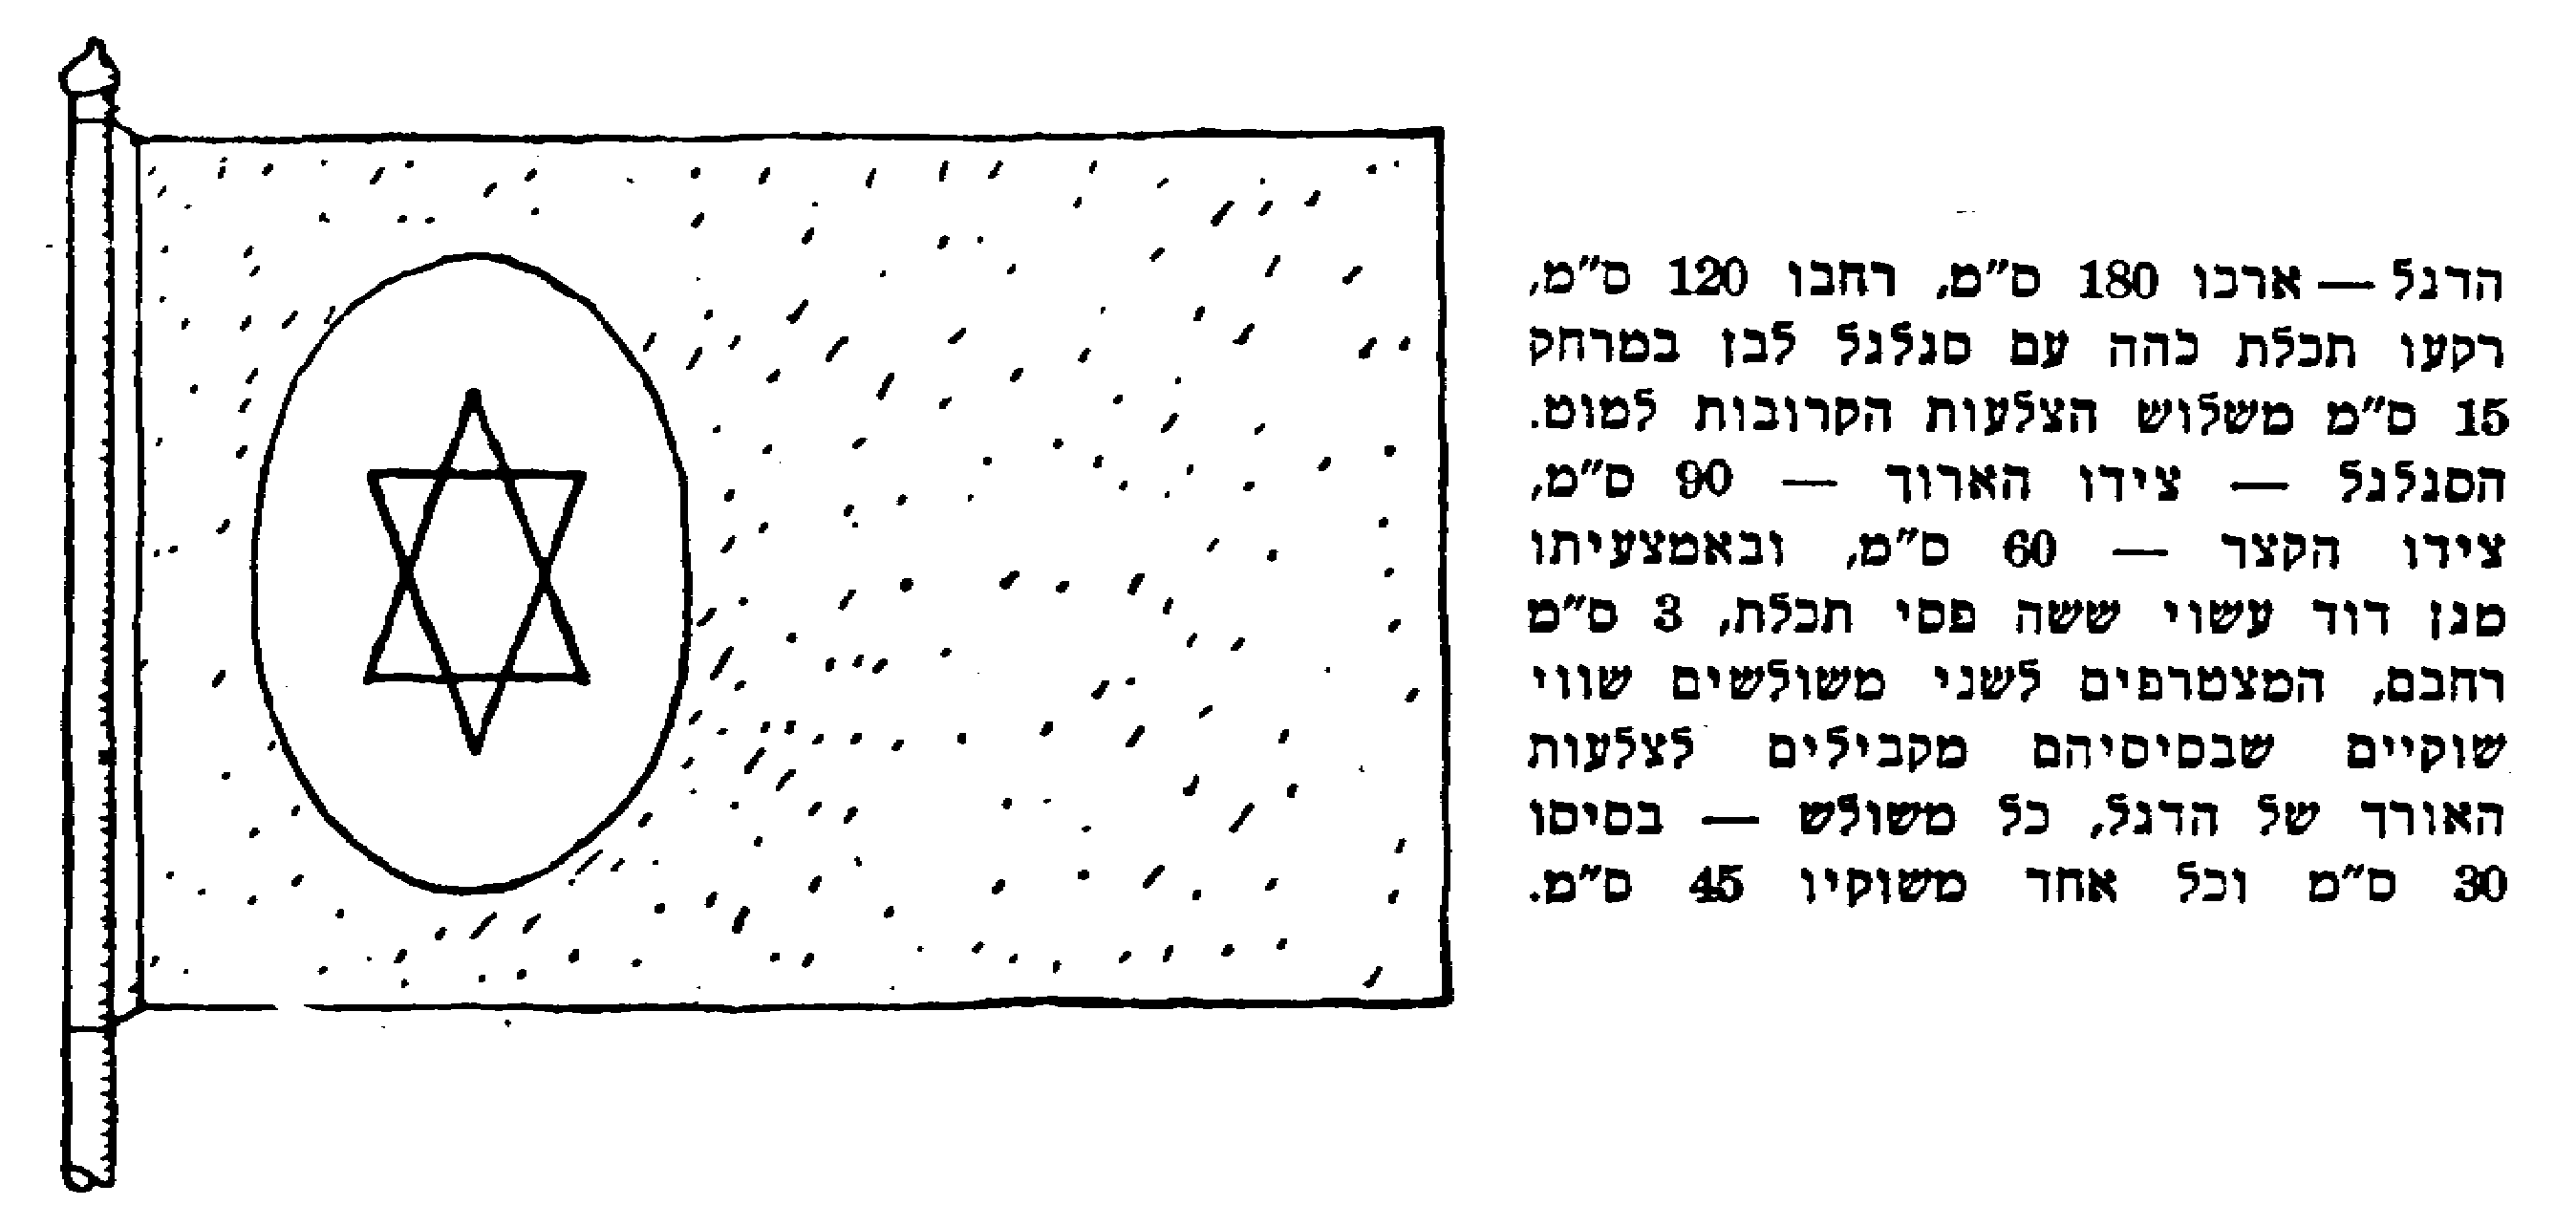 הדגל — ארכו 180 ס״מ, רחבו 120 ס״מ,
רקעו תכלת כהה עם סגלגל לבן במרחק
15 ס״מ משלוש הצלעות הקרובות למוט.
הסגלגל — צידו הארוך — 90 ס״מ,
צידו הקצר — 60 ס״מ, ובאמצעיתו
מגן דוד עשוי ששה פסי תכלת, 3 ס״מ
רחבם, המצטרפים לשני משולשים שווי
שוקיים שבסיסיהם מקבילים לצלעות
האורך של הדגל, כל משולש — בסיסו
30 ס״מ וכל אחד משוקיו 45 ס״מ.